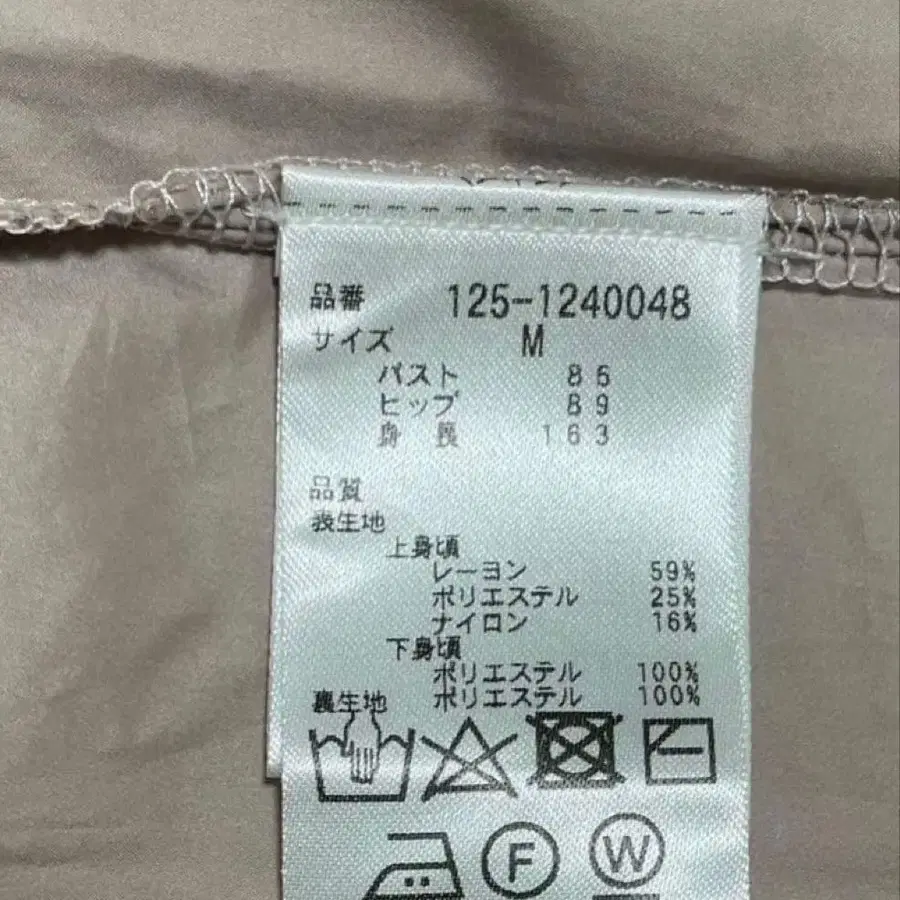 品番 125-1240048
サイズ M
バスト 86
ヒップ 89
身長 163
品質
表生地
上身頃
レーヨン 59%
ポリエステル 25%
ナイロン 16%
下身頃
ポリエステル 100%
裏生地 ポリエステル 100%
F W